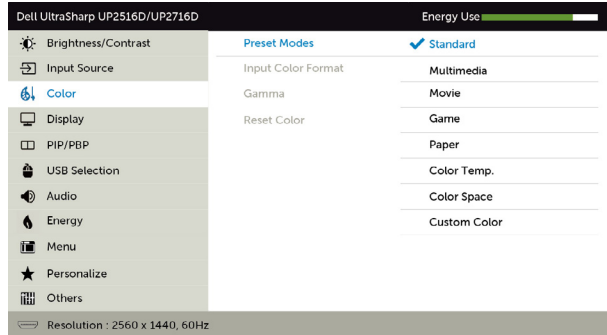 Dell UltraSharp UP2516D/UP2716D Energy Use
Brightness/Contrast Preset Modes Standard
Input Source Input Color Format Multimedia
Color Gamma Movie
Display Reset Color Game
PIP/PBP Paper
USB Selection Color Temp.
Audio Color Space
Energy Custom Color
Menu
Personalize
Others
Resolution : 2560 x 1440, 60Hz